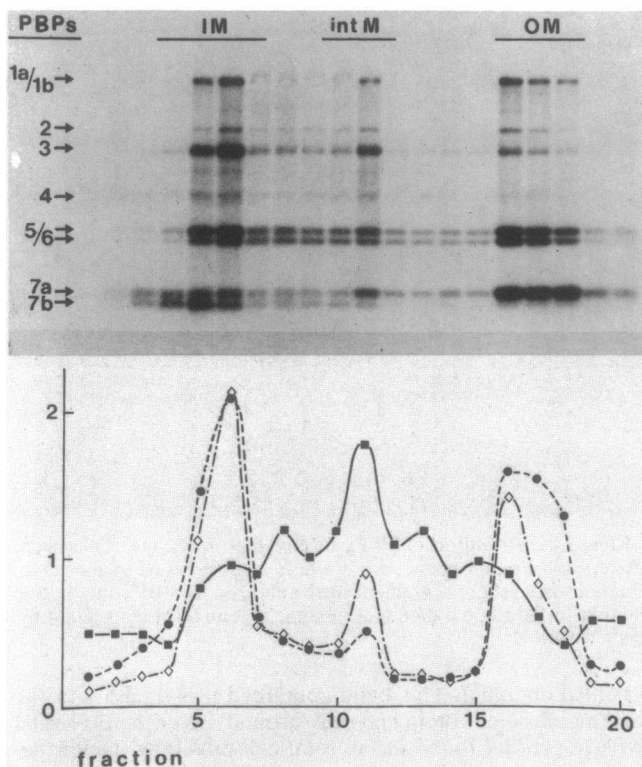 PBPs IM int M OM
1a/1b→
2→
3→
4→
5/6→
7a→
7b→
2
1
0
5 10 15 20
fraction